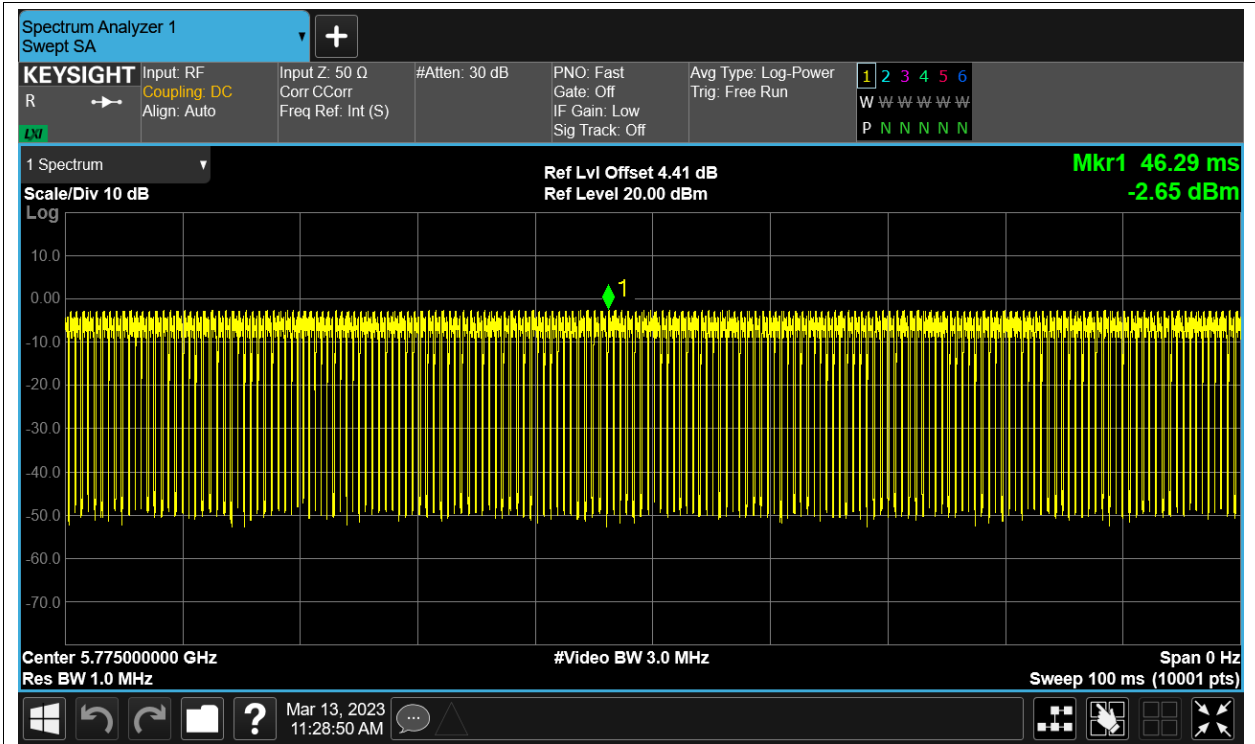 Spectrum Analyzer 1
Swept SA
+
KEYSIGHT
R
LXI
Input: RF
Coupling: DC
Align: Auto
Input Z: 50 Ω
Corr CCorr
Freq Ref: Int (S)
#Atten: 30 dB
PNO: Fast
Gate: Off
IF Gain: Low
Sig Track: Off
Avg Type: Log-Power
Trig: Free Run
1 2 3 4 5 6
W W W W W W
P N N N N N
1 Spectrum
Scale/Div 10 dB
Ref Lvl Offset 4.41 dB
Ref Level 20.00 dBm
Mkr1 46.29 ms
-2.65 dBm
Log
10.0
0.00
-10.0
-20.0
-30.0
-40.0
-50.0
-60.0
-70.0
1
Center 5.775000000 GHz
Res BW 1.0 MHz
#Video BW 3.0 MHz
Span 0 Hz
Sweep 100 ms (10001 pts)
?
Mar 13, 2023
11:28:50 AM